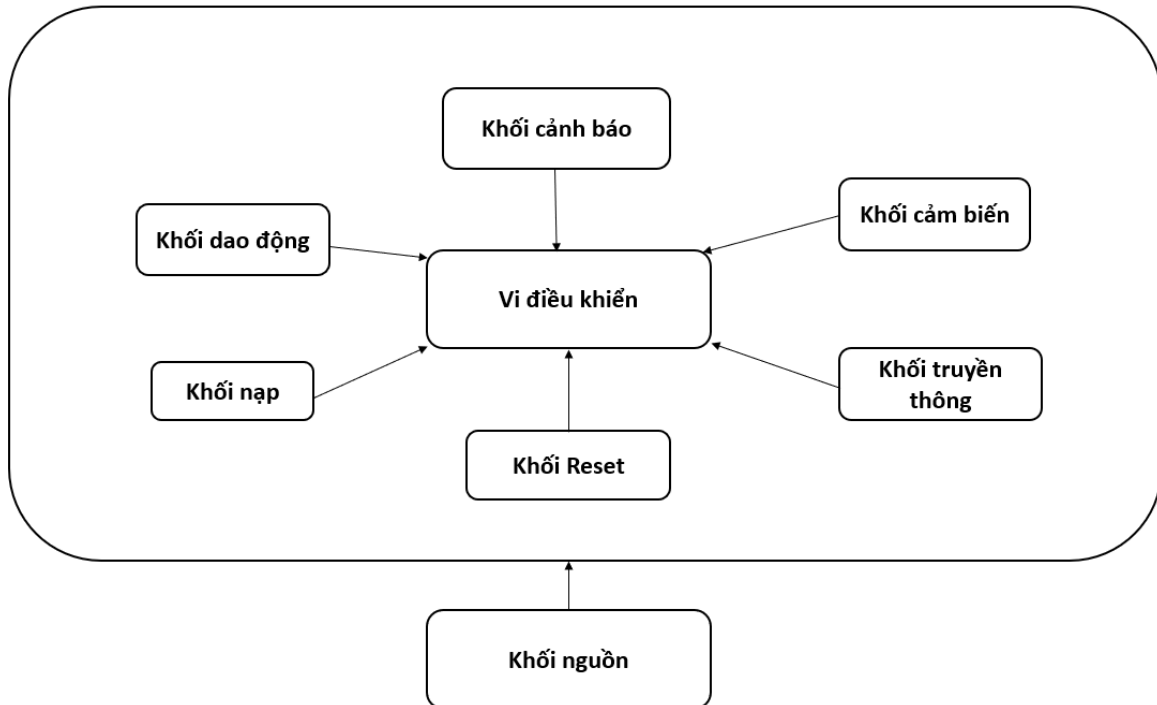 Khối cảnh báo
Khối cảm biến
Khối dao động
Vi điều khiển
Khối nạp
Khối truyền
thông
Khối Reset
Khối nguồn